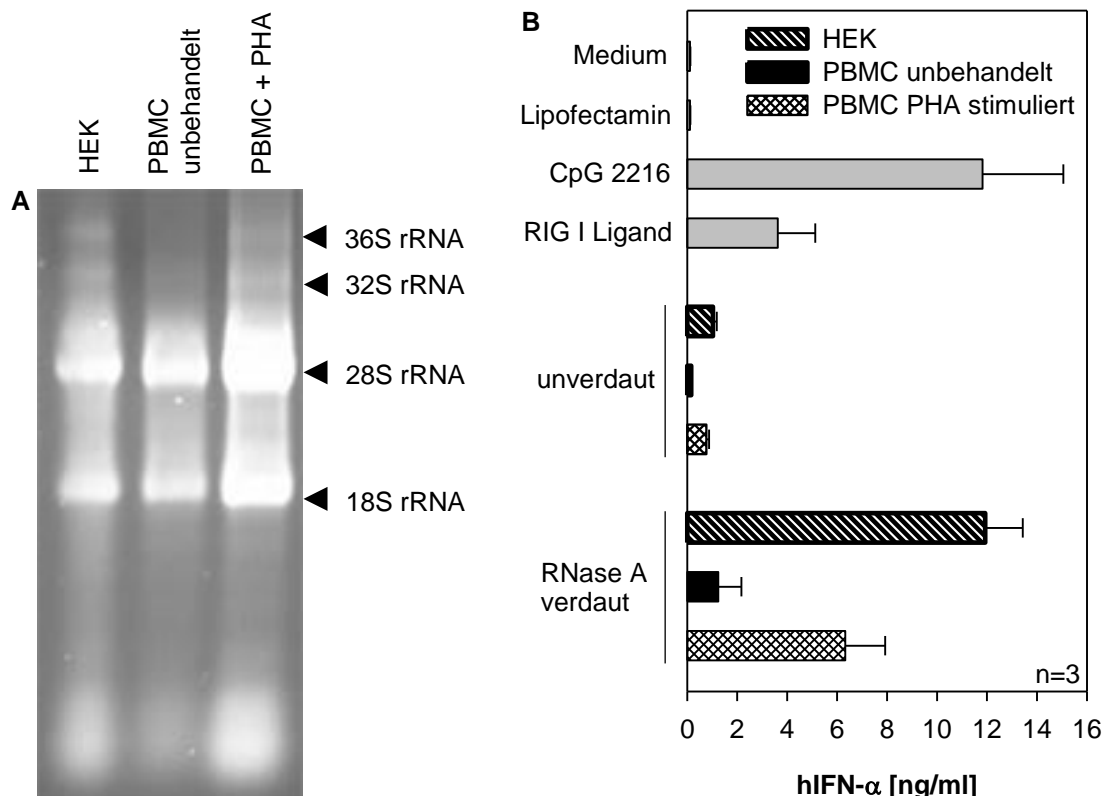 A
HEK
PBMC
unbehandelt
PBMC + PHA
36S rRNA
32S rRNA
28S rRNA
18S rRNA
B
HEK
PBMC unbehandelt
PBMC PHA stimuliert
Medium
Lipofectamin
CpG 2216
RIG I Ligand
unverdaut
RNase A
verdaut
n=3
0 2 4 6 8 10 12 14 16
hIFN-α [ng/ml]